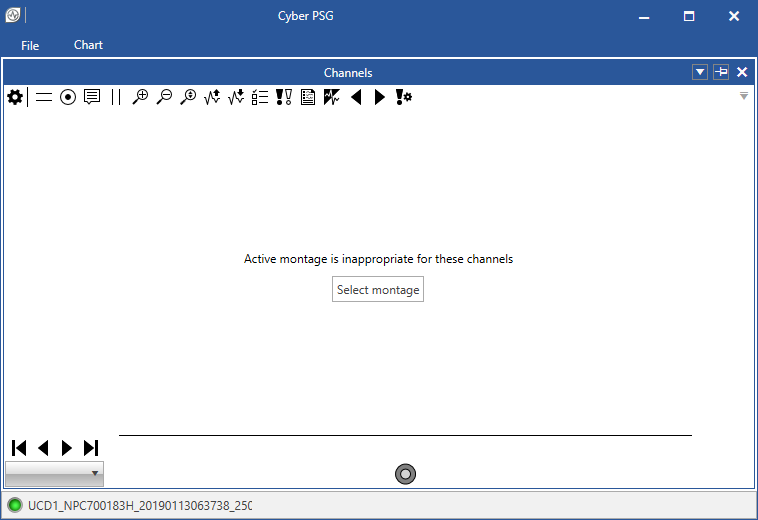 Cyber PSG
File Chart
Channels
Active montage is inappropriate for these channels
Select montage
UCD1_NPC700183H_20190113063738_250